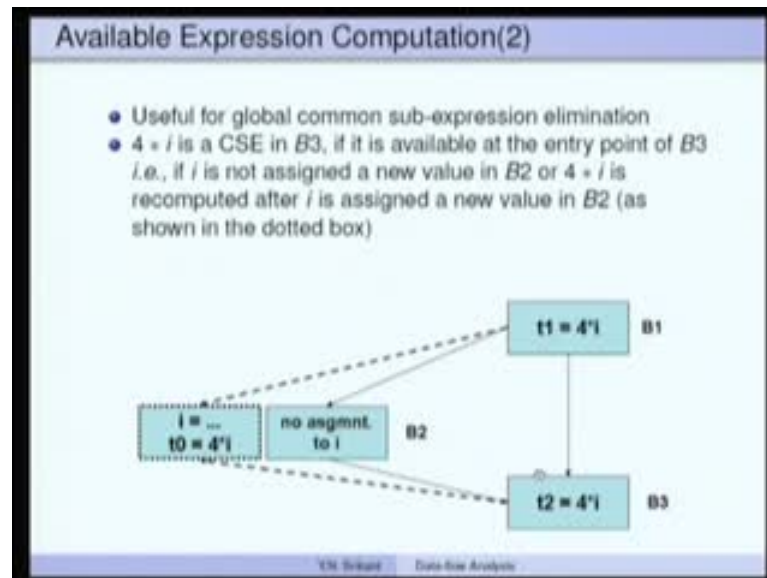 Available Expression Computation(2)
Useful for global common sub-expression elimination
4 * i is a CSE in B3, if it is available at the entry point of B3
i.e., if i is not assigned a new value in B2 or 4 * i is
recomputed after i is assigned a new value in B2 (as
shown in the dotted box)
t1 = 4*i B1
i = ...
t0 = 4*i
no asgmnt.
to i
B2
t2 = 4*i B3
Y.N. Srikant Data-flow Analysis